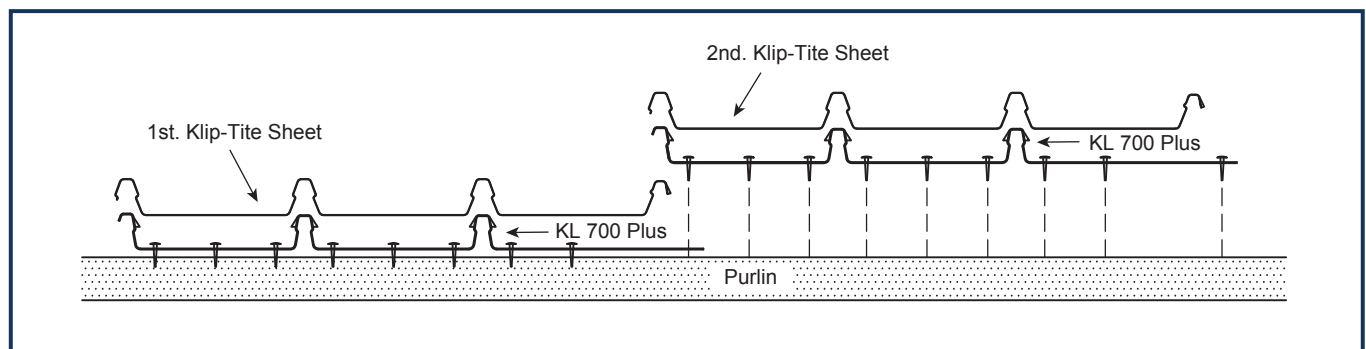 2nd. Klip-Tite Sheet
1st. Klip-Tite Sheet
KL 700 Plus
KL 700 Plus
Purlin